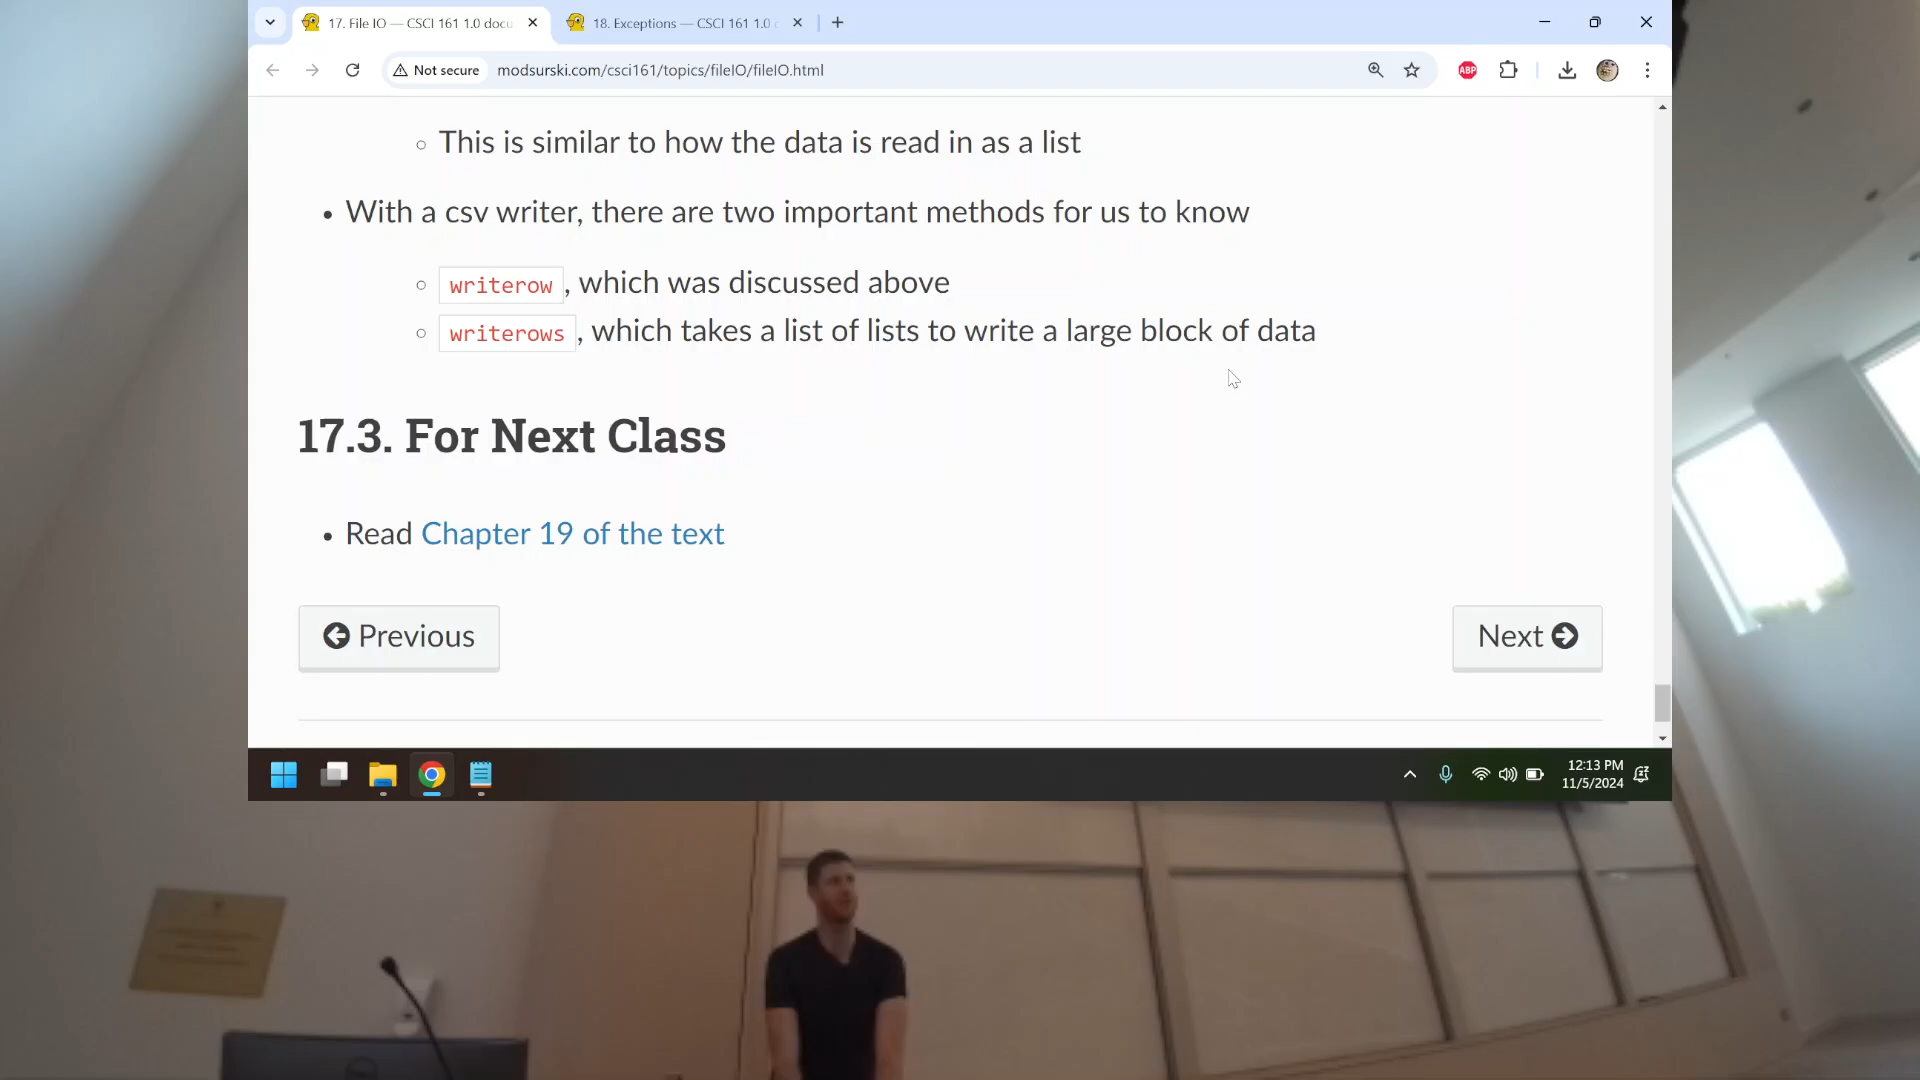 17. File IO — CSCI 161 1.0 docu
18. Exceptions — CSCI 161 1.0
Not secure
modsurski.com/csci161/topics/fileIO/fileIO.html
ABP
This is similar to how the data is read in as a list
With a csv writer, there are two important methods for us to know
writerow, which was discussed above
writerows, which takes a list of lists to write a large block of data
17.3. For Next Class
Read Chapter 19 of the text
Previous
Next
12:13 PM
11/5/2024